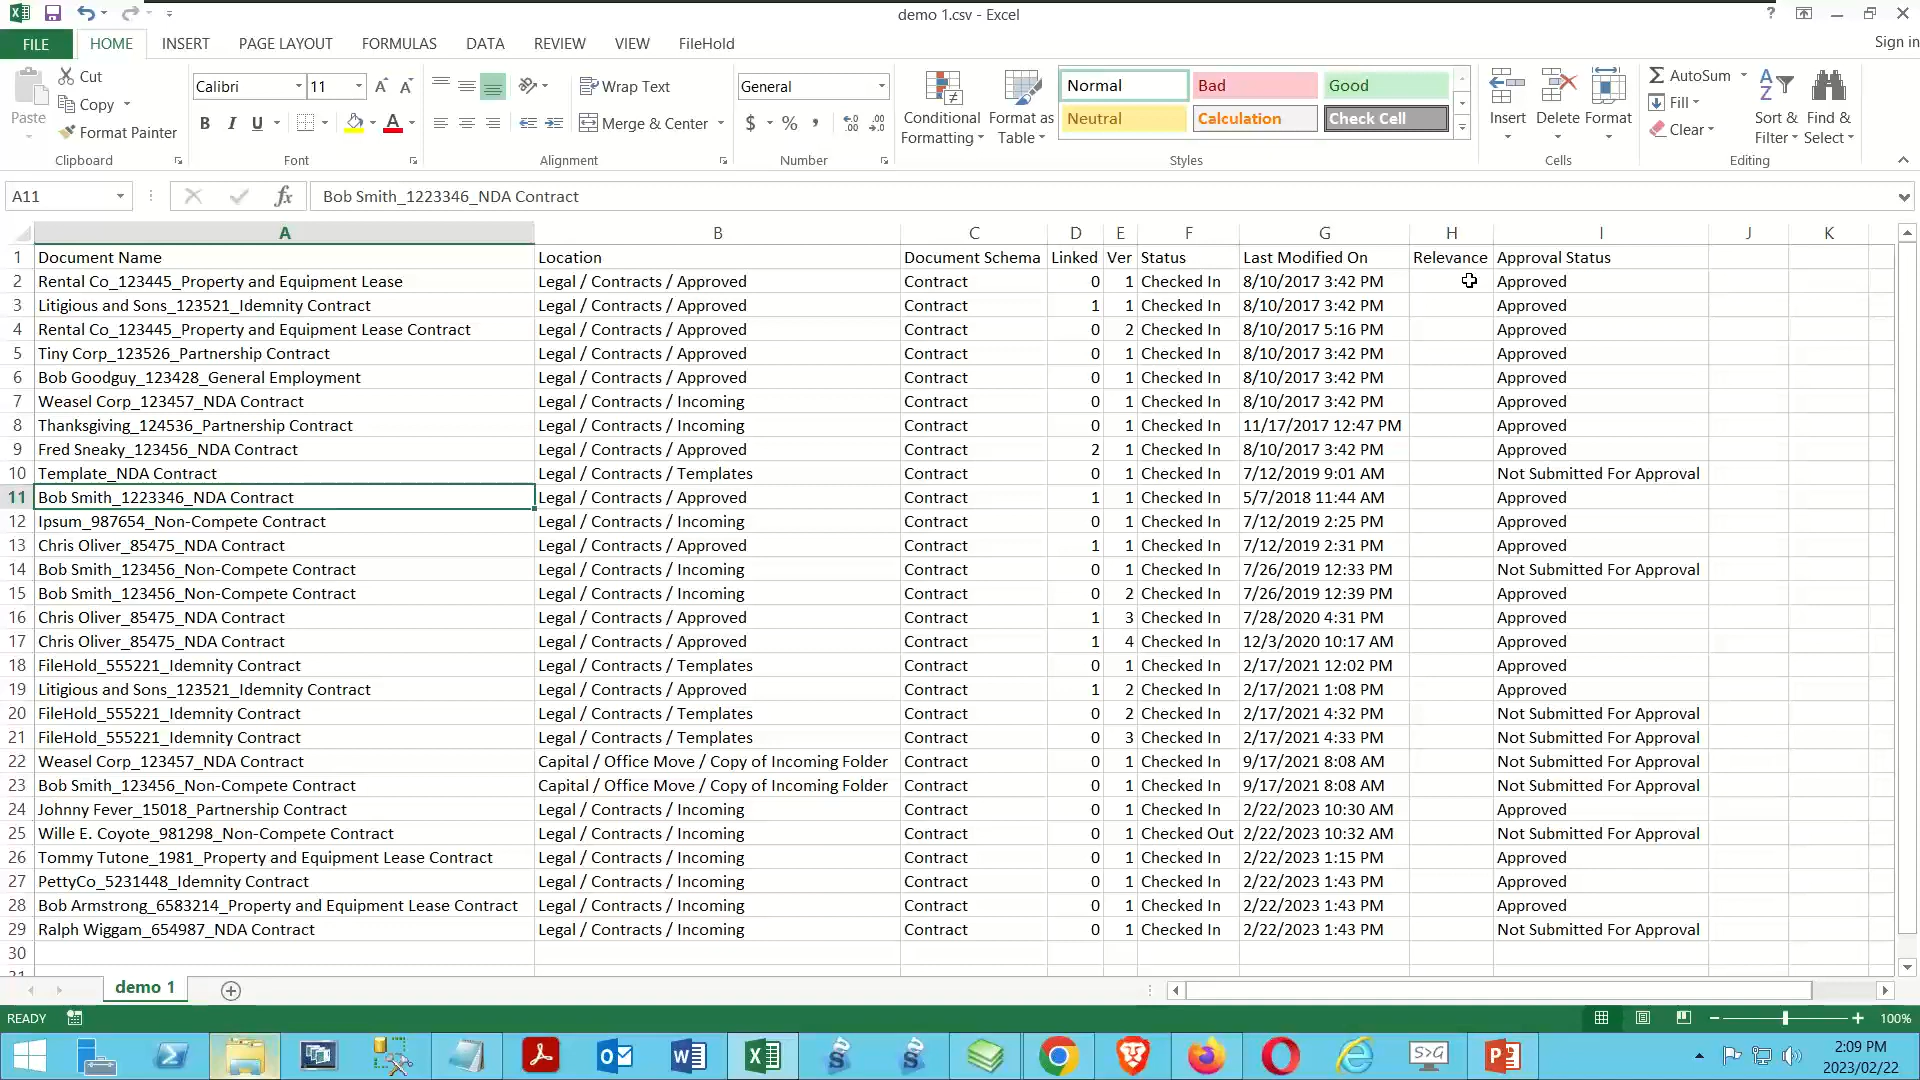 demo 1.csv - Excel
?
FILE HOME INSERT PAGE LAYOUT FORMULAS DATA REVIEW VIEW FileHold Sign in
Paste Cut Copy Format Painter Clipboard
Calibri 11 B I U A Font
Wrap Text Merge & Center Alignment
General $ % , Number
Conditional Formatting Format as Table
Normal Bad Good
Neutral Calculation Check Cell
Styles
Insert Delete Format Cells
AutoSum Fill Clear Sort & Filter Find & Select Editing
A11 fx Bob Smith_1223346_NDA Contract
A B C D E F G H I J K
1 Document Name Location Document Schema Linked Ver Status Last Modified On Relevance Approval Status
2 Rental Co_123445_Property and Equipment Lease Legal / Contracts / Approved Contract 0 1 Checked In 8/10/2017 3:42 PM Approved
3 Litigious and Sons_123521_Idemnity Contract Legal / Contracts / Approved Contract 1 1 Checked In 8/10/2017 3:42 PM Approved
4 Rental Co_123445_Property and Equipment Lease Contract Legal / Contracts / Approved Contract 0 2 Checked In 8/10/2017 5:16 PM Approved
5 Tiny Corp_123526_Partnership Contract Legal / Contracts / Approved Contract 0 1 Checked In 8/10/2017 3:42 PM Approved
6 Bob Goodguy_123428_General Employment Legal / Contracts / Approved Contract 0 1 Checked In 8/10/2017 3:42 PM Approved
7 Weasel Corp_123457_NDA Contract Legal / Contracts / Incoming Contract 0 1 Checked In 8/10/2017 3:42 PM Approved
8 Thanksgiving_124536_Partnership Contract Legal / Contracts / Incoming Contract 0 1 Checked In 11/17/2017 12:47 PM Approved
9 Fred Sneaky_123456_NDA Contract Legal / Contracts / Approved Contract 2 1 Checked In 8/10/2017 3:42 PM Approved
10 Template_NDA Contract Legal / Contracts / Templates Contract 0 1 Checked In 7/12/2019 9:01 AM Not Submitted For Approval
11 Bob Smith_1223346_NDA Contract Legal / Contracts / Approved Contract 1 1 Checked In 5/7/2018 11:44 AM Approved
12 Ipsum_987654_Non-Compete Contract Legal / Contracts / Incoming Contract 0 1 Checked In 7/12/2019 2:25 PM Approved
13 Chris Oliver_85475_NDA Contract Legal / Contracts / Approved Contract 1 1 Checked In 7/12/2019 2:31 PM Approved
14 Bob Smith_123456_Non-Compete Contract Legal / Contracts / Incoming Contract 0 1 Checked In 7/26/2019 12:33 PM Not Submitted For Approval
15 Bob Smith_123456_Non-Compete Contract Legal / Contracts / Incoming Contract 0 2 Checked In 7/26/2019 12:39 PM Approved
16 Chris Oliver_85475_NDA Contract Legal / Contracts / Approved Contract 1 3 Checked In 7/28/2020 4:31 PM Approved
17 Chris Oliver_85475_NDA Contract Legal / Contracts / Approved Contract 1 4 Checked In 12/3/2020 10:17 AM Approved
18 FileHold_555221_Idemnity Contract Legal / Contracts / Templates Contract 0 1 Checked In 2/17/2021 12:02 PM Approved
19 Litigious and Sons_123521_Idemnity Contract Legal / Contracts / Approved Contract 1 2 Checked In 2/17/2021 1:08 PM Approved
20 FileHold_555221_Idemnity Contract Legal / Contracts / Templates Contract 0 2 Checked In 2/17/2021 4:32 PM Not Submitted For Approval
21 FileHold_555221_Idemnity Contract Legal / Contracts / Templates Contract 0 3 Checked In 2/17/2021 4:33 PM Not Submitted For Approval
22 Weasel Corp_123457_NDA Contract Capital / Office Move / Copy of Incoming Folder Contract 0 1 Checked In 9/17/2021 8:08 AM Not Submitted For Approval
23 Bob Smith_123456_Non-Compete Contract Capital / Office Move / Copy of Incoming Folder Contract 0 1 Checked In 9/17/2021 8:08 AM Not Submitted For Approval
24 Johnny Fever_15018_Partnership Contract Legal / Contracts / Incoming Contract 0 1 Checked In 2/22/2023 10:30 AM Approved
25 Wille E. Coyote_981298_Non-Compete Contract Legal / Contracts / Incoming Contract 0 1 Checked Out 2/22/2023 10:32 AM Not Submitted For Approval
26 Tommy Tutone_1981_Property and Equipment Lease Contract Legal / Contracts / Incoming Contract 0 1 Checked In 2/22/2023 1:15 PM Approved
27 PettyCo_5231448_Idemnity Contract Legal / Contracts / Incoming Contract 0 1 Checked In 2/22/2023 1:43 PM Approved
28 Bob Armstrong_6583214_Property and Equipment Lease Contract Legal / Contracts / Incoming Contract 0 1 Checked In 2/22/2023 1:43 PM Approved
29 Ralph Wiggam_654987_NDA Contract Legal / Contracts / Incoming Contract 0 1 Checked In 2/22/2023 1:43 PM Not Submitted For Approval
30
31
demo 1
READY 100%
2:09 PM
2023/02/22